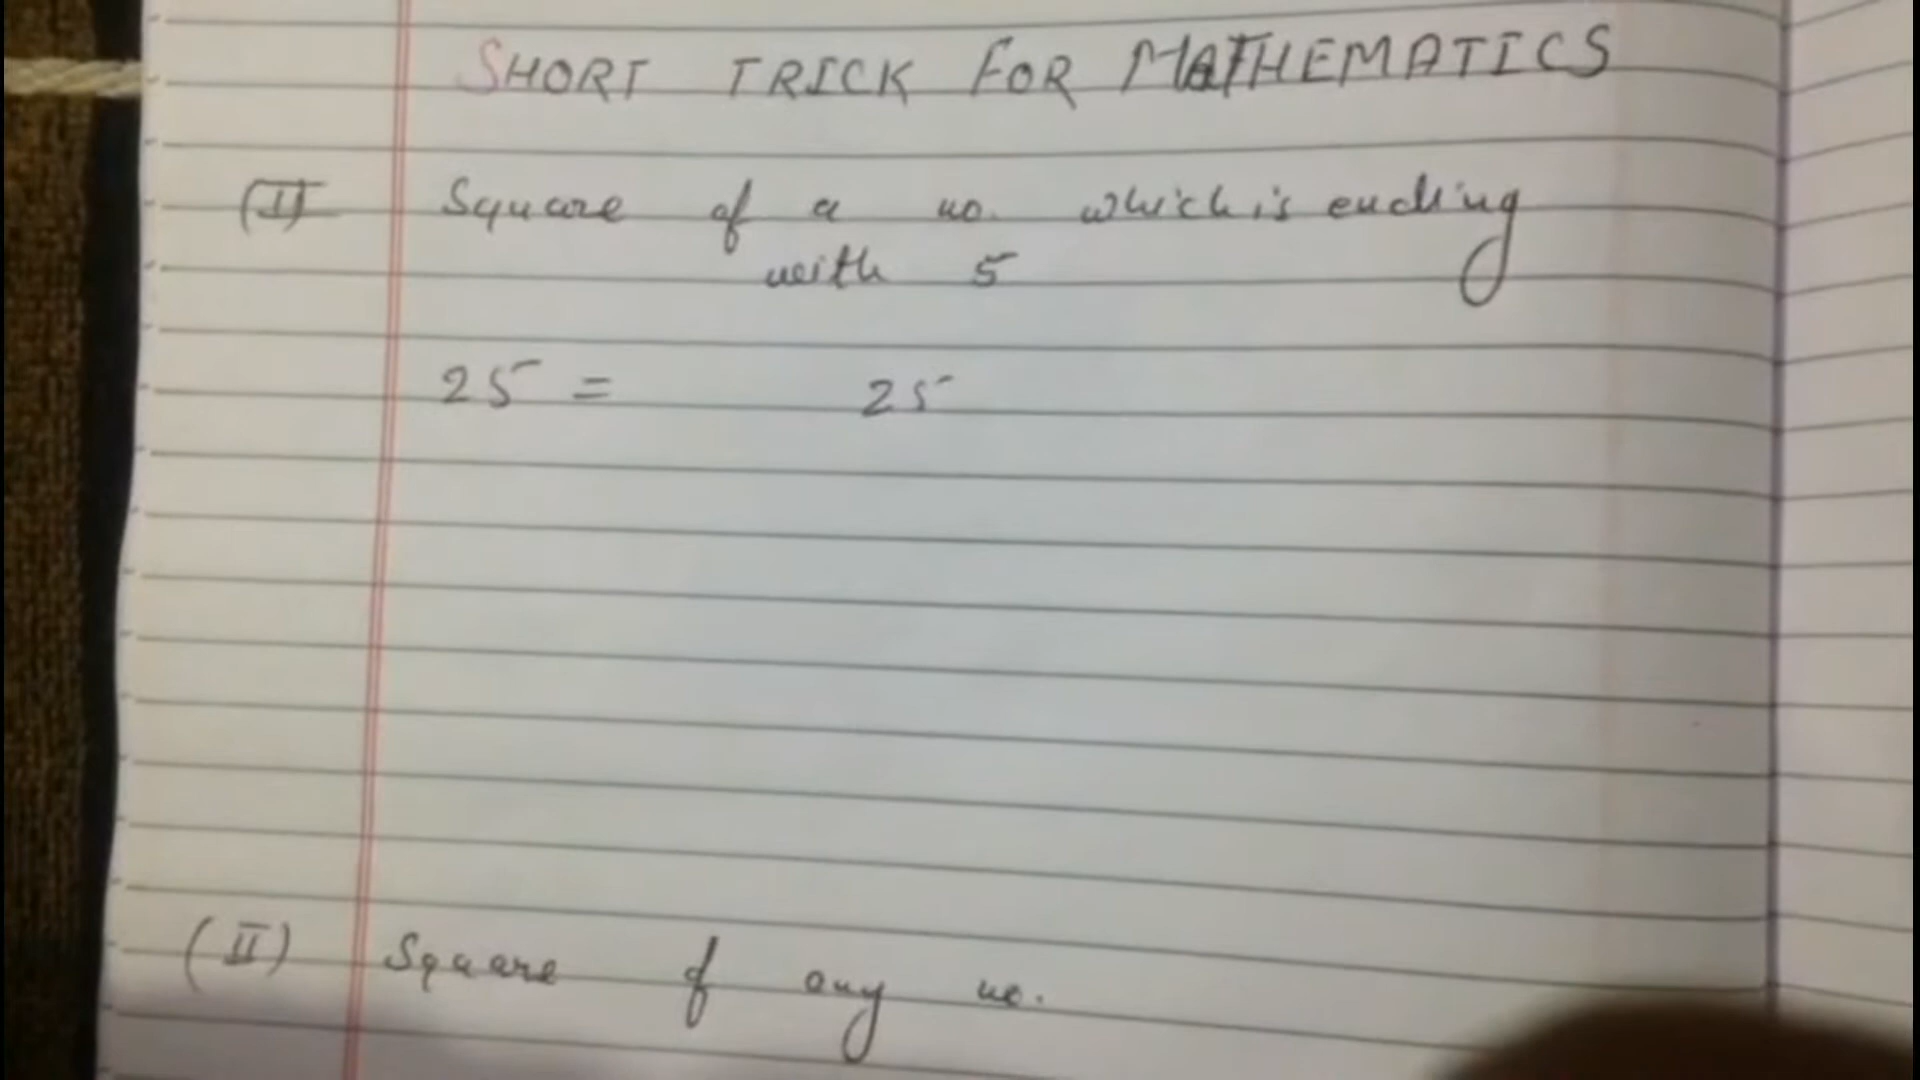 SHORT TRICK FOR MATHEMATICS
(I) Square of a no. which is ending
with 5
25 = 25
(II) Square of any no.